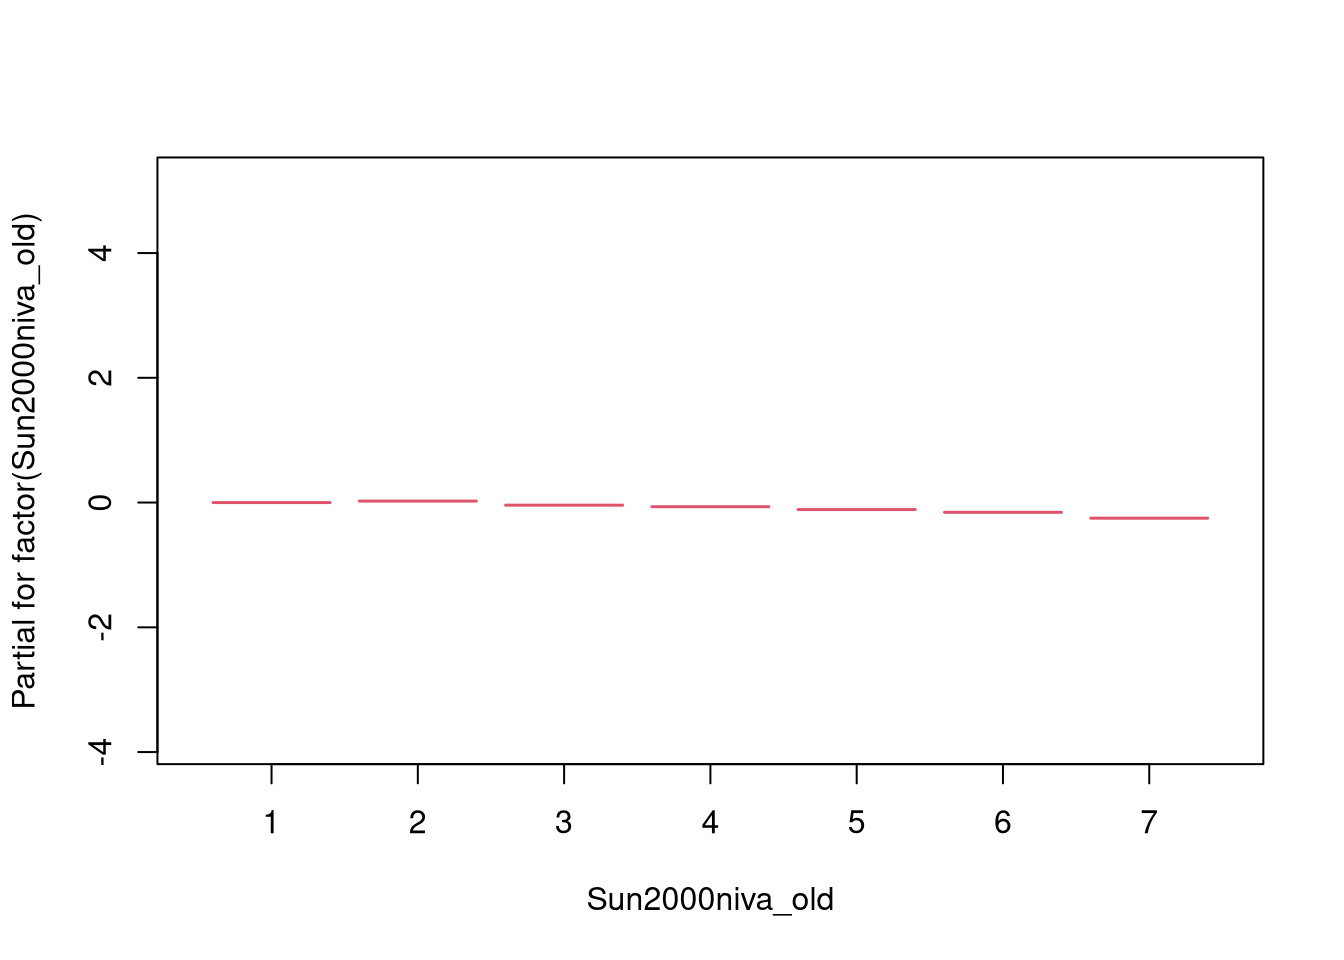 Partial for factor(Sun2000niva_old)
4
2
0
-2
-4
1 2 3 4 5 6 7
Sun2000niva_old